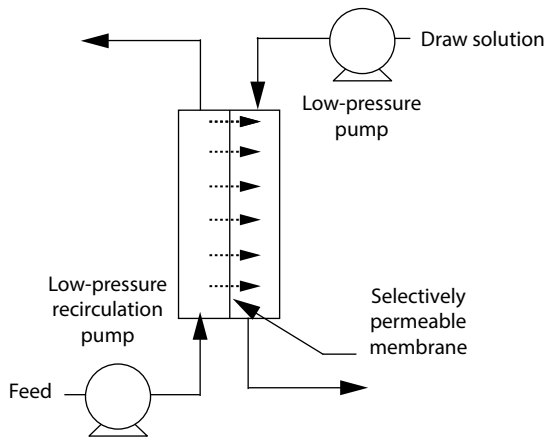 Draw solution
Low-pressure
pump
Low-pressure
recirculation
pump
Selectively
permeable
membrane
Feed